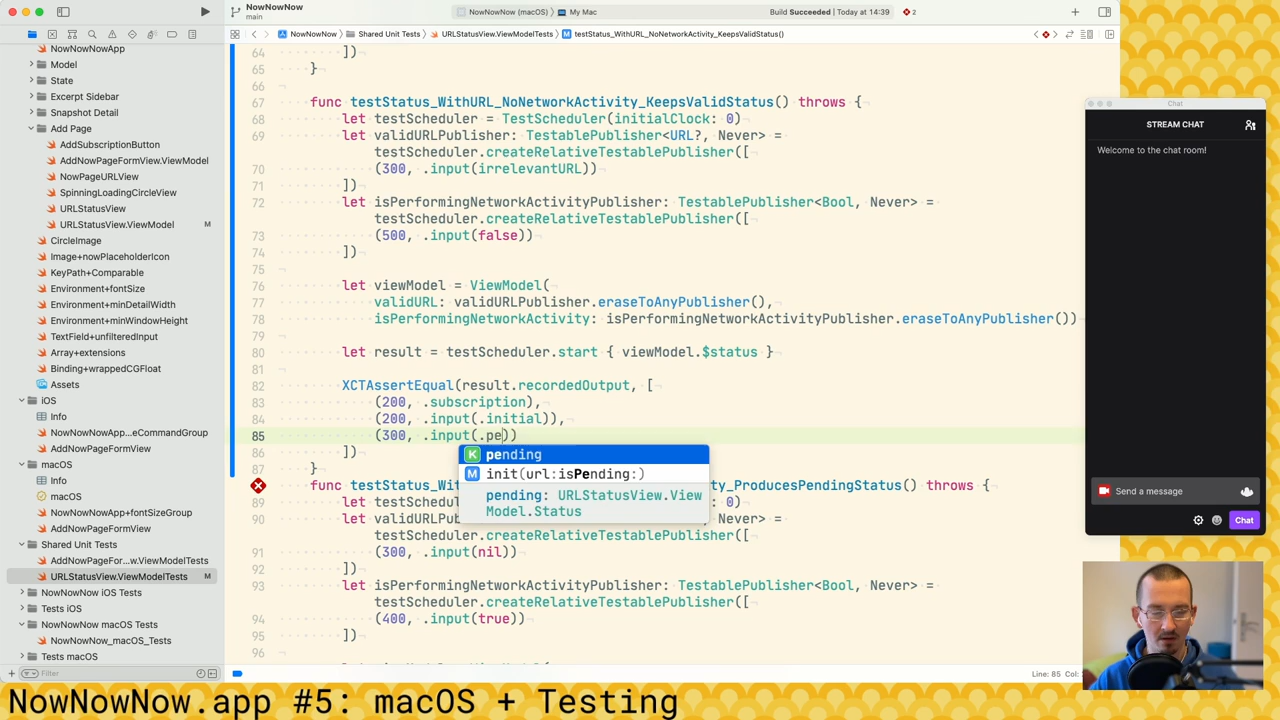 NowNowNow
main
NowNowNow (macOS) 〉 My Mac
Build Succeeded | Today at 14:39
2
NowNowNow 〉 Shared Unit Tests 〉 URLStatusView.ViewModelTests 〉 testStatus_WithURL_NoNetworkActivity_KeepsValidStatus()
NowNowNowApp
Model
State
Excerpt Sidebar
Snapshot Detail
Add Page
AddSubscriptionButton
AddNowPageFormView.ViewModel
NowPageURLView
SpinningLoadingCircleView
URLStatusView
URLStatusView.ViewModel M
CircleImage
Image+nowPlaceholderIcon
KeyPath+Comparable
Environment+fontSize
Environment+minDetailWidth
Environment+minWindowHeight
TextField+unfilteredInput
Array+extensions
Binding+wrappedCGFloat
Assets
iOS
Info
NowNowNowApp...eCommandGroup
AddNowPageFormView
macOS
Info
macOS
NowNowNowApp+fontSizeGroup
AddNowPageFormView
Shared Unit Tests
AddNowPageFor...w.ViewModelTests
URLStatusView.ViewModelTests M
NowNowNow iOS Tests
Tests iOS
NowNowNow macOS Tests
NowNowNow_macOS_Tests
Tests macOS
Filter
64 ])
65 }
66
67 func testStatus_WithURL_NoNetworkActivity_KeepsValidStatus() throws {
68 let testScheduler = TestScheduler(initialClock: 0)
69 let validURLPublisher: TestablePublisher<URL?, Never> =
testScheduler.createRelativeTestablePublisher([
70 (300, .input(irrelevantURL))
71 ])
72 let isPerformingNetworkActivityPublisher: TestablePublisher<Bool, Never> =
testScheduler.createRelativeTestablePublisher([
73 (500, .input(false))
74 ])
75
76 let viewModel = ViewModel(
77 validURL: validURLPublisher.eraseToAnyPublisher(),
78 isPerformingNetworkActivity: isPerformingNetworkActivityPublisher.eraseToAnyPublisher())
79
80 let result = testScheduler.start { viewModel.$status }
81
82 XCTAssertEqual(result.recordedOutput, [
83 (200, .subscription),
84 (200, .input(.initial)),
85 (300, .input(.pe))
86 ])
87 }
K pending
M init(url:isPending:)
pending: URLStatusView.View
Model.Status
func testStatus_Wit
ty_ProducesPendingStatus() throws {
89 let testSched
: 0)
90 let validURLP
URL?, Never> =
testScheduler.createRelativeTestablePublisher([
91 (300, .input(nil))
92 ])
93 let isPerformingNetworkActivityPublisher: TestablePublisher<Bool, Never> =
testScheduler.createRelativeTestablePublisher([
94 (400, .input(true))
95 ])
96
Line: 85 Col:
Chat
STREAM CHAT
Welcome to the chat room!
Send a message
Chat
NowNowNow.app #5: macOS + Testing